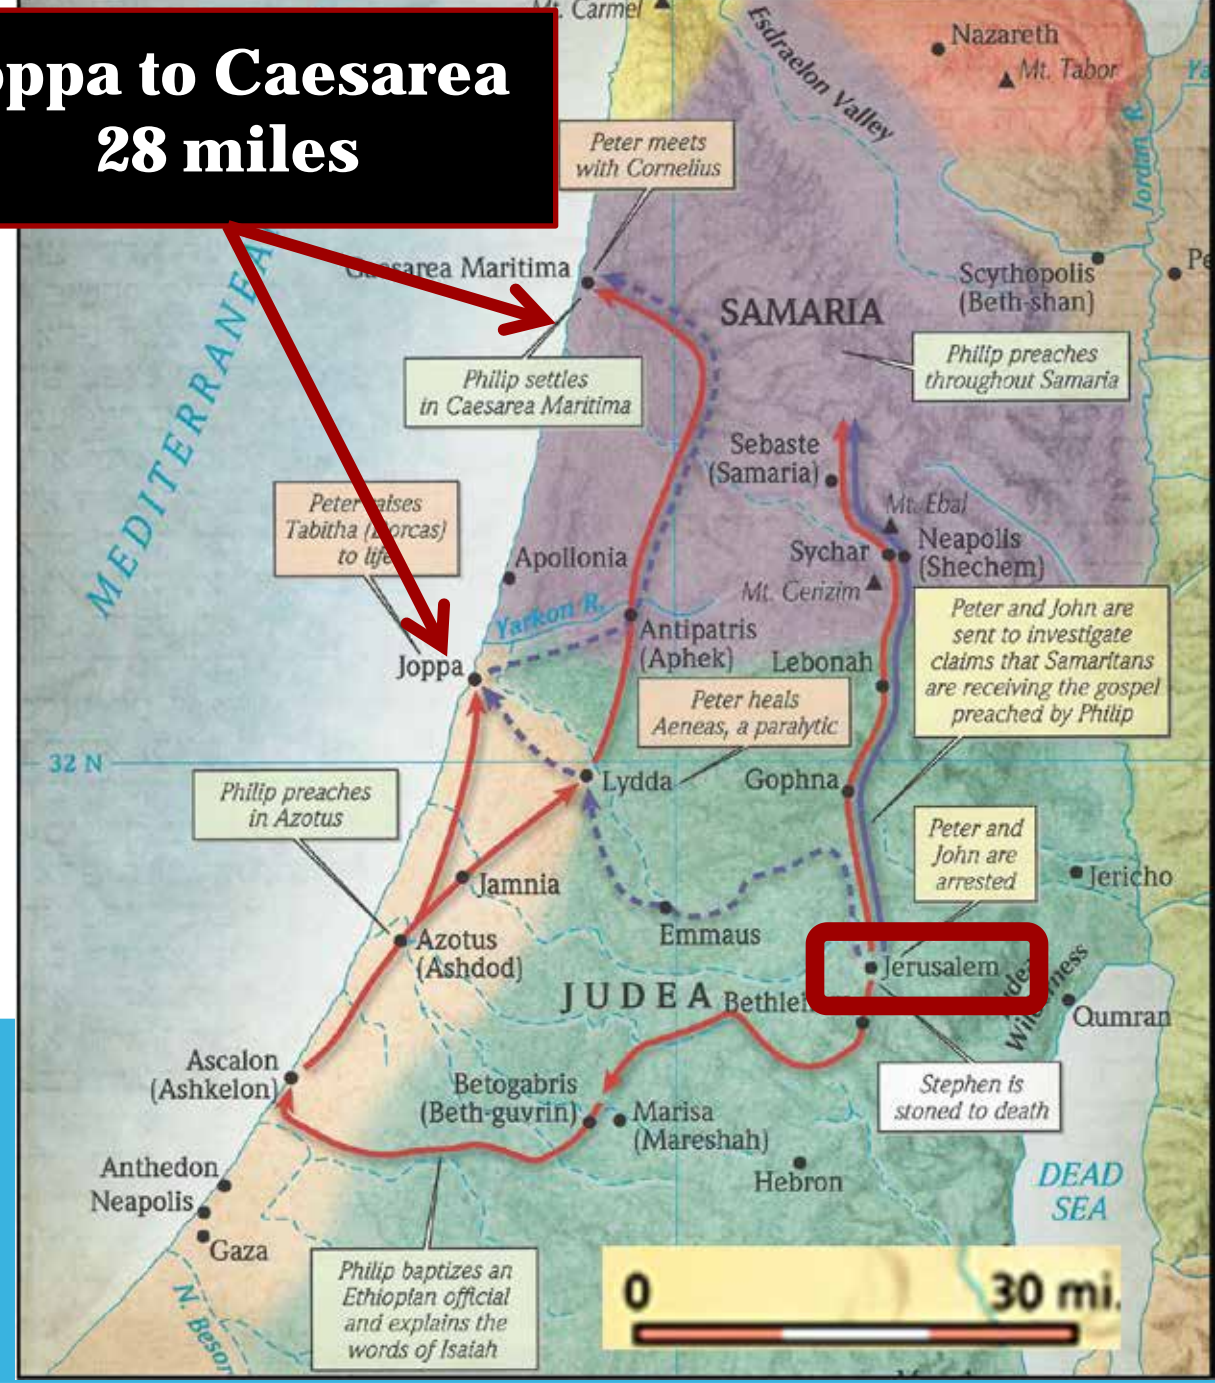 oppa to Caesarea
28 miles
Mt. Carmel
Esdraelon Valley
Nazareth
Mt. Tabor
Jordan R.
Ya
Peter meets
with Cornelius
MEDITERRANEA
Caesarea Maritima
SAMARIA
Scythopolis
(Beth-shan)
Pe
Philip settles
in Caesarea Maritima
Philip preaches
throughout Samaria
Sebaste
(Samaria)
Peter raises
Tabitha (Dorcas)
to life
Mt. Ebal
Apollonia
Sychar
Neapolis
(Shechem)
Mt. Gerizim
Yarkon R.
Antipatris
(Aphek)
Peter and John are
sent to investigate
claims that Samaritans
are receiving the gospel
preached by Philip
Joppa
Lebonah
Peter heals
Aeneas, a paralytic
32 N
Lydda
Gophna
Philip preaches
in Azotus
Peter and
John are
arrested
Jamnia
Jericho
Emmaus
Azotus
(Ashdod)
Jerusalem
JUDEA
Bethle
Qumran
Ascalon
(Ashkelon)
Betogabris
(Beth-guvrin)
Marisa
(Mareshah)
Stephen is
stoned to death
Hebron
Anthedon
Neapolis
Gaza
DEAD
SEA
Philip baptizes an
Ethiopian official
and explains the
words of Isaiah
N. Besor
0 30 mi.